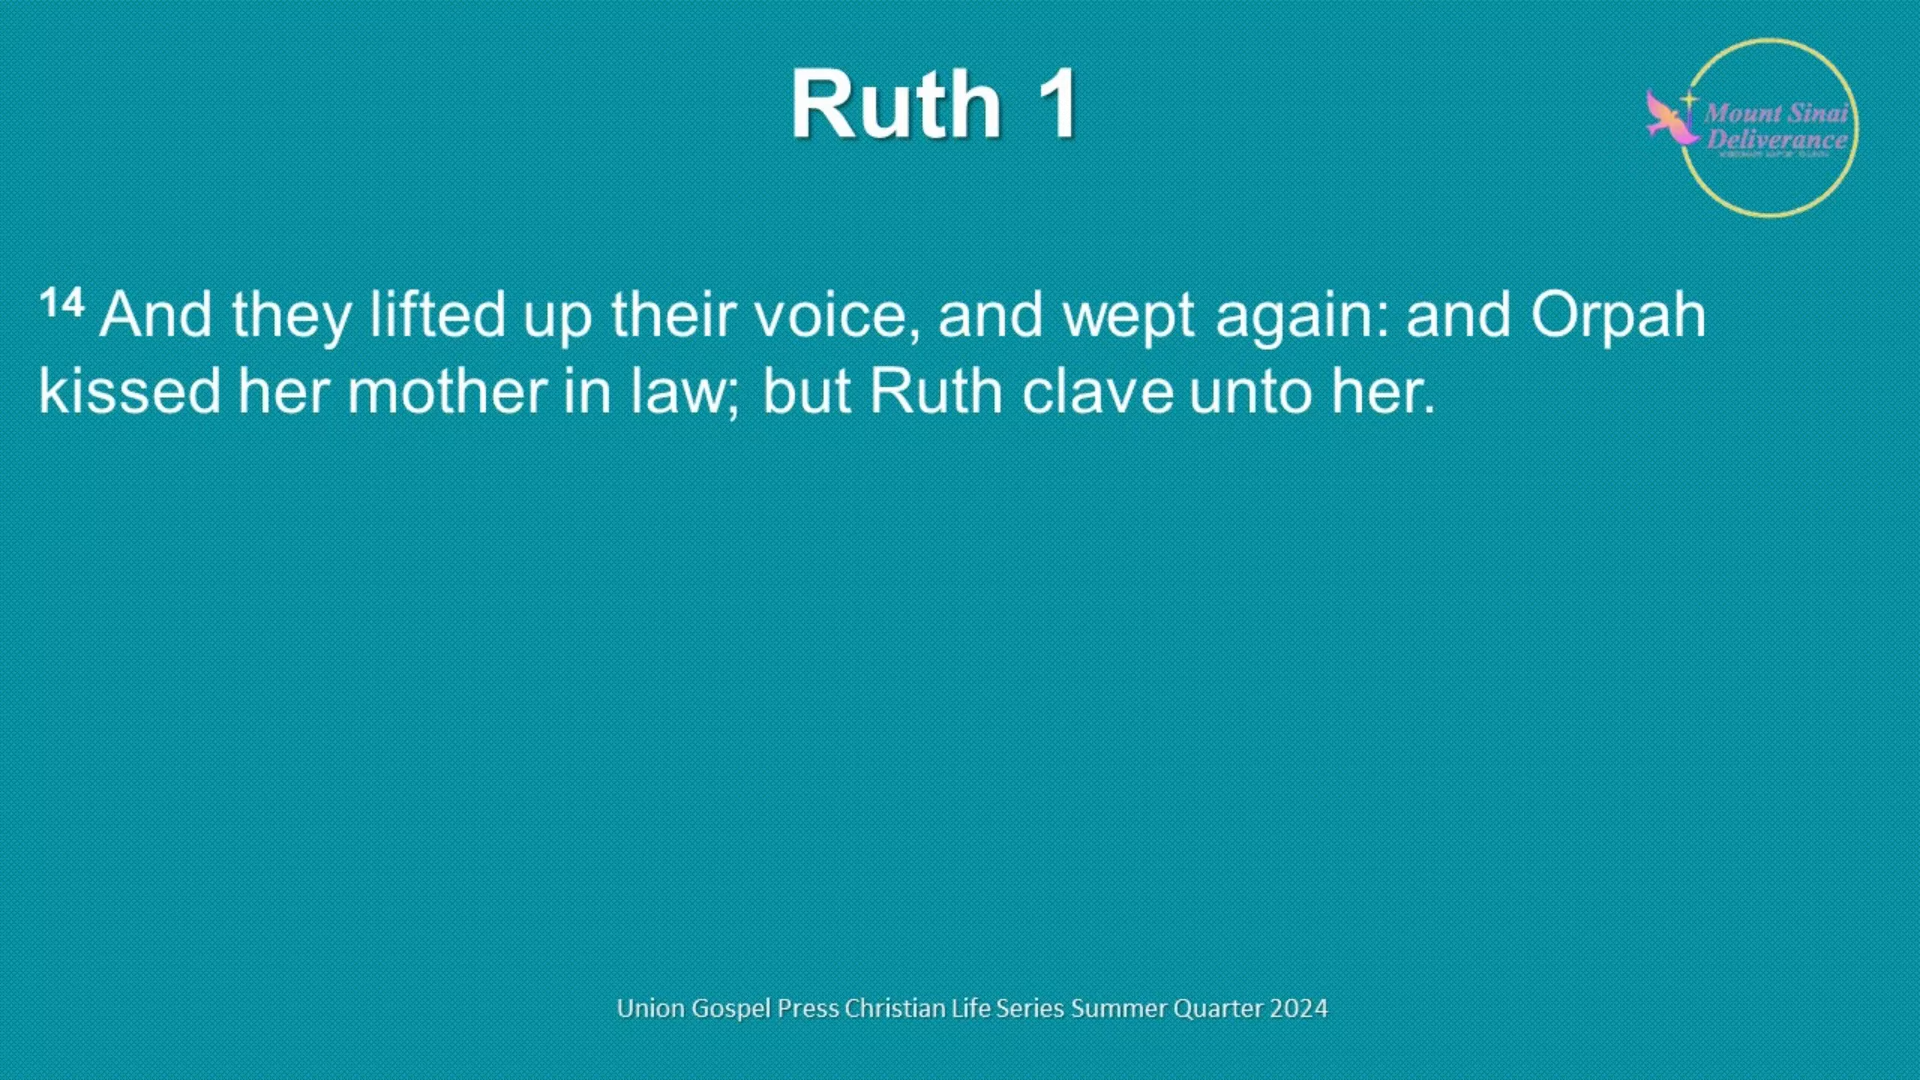 Ruth 1
Mount Sinai
Deliverance
14 And they lifted up their voice, and wept again: and Orpah
kissed her mother in law; but Ruth clave unto her.
Union Gospel Press Christian Life Series Summer Quarter 2024